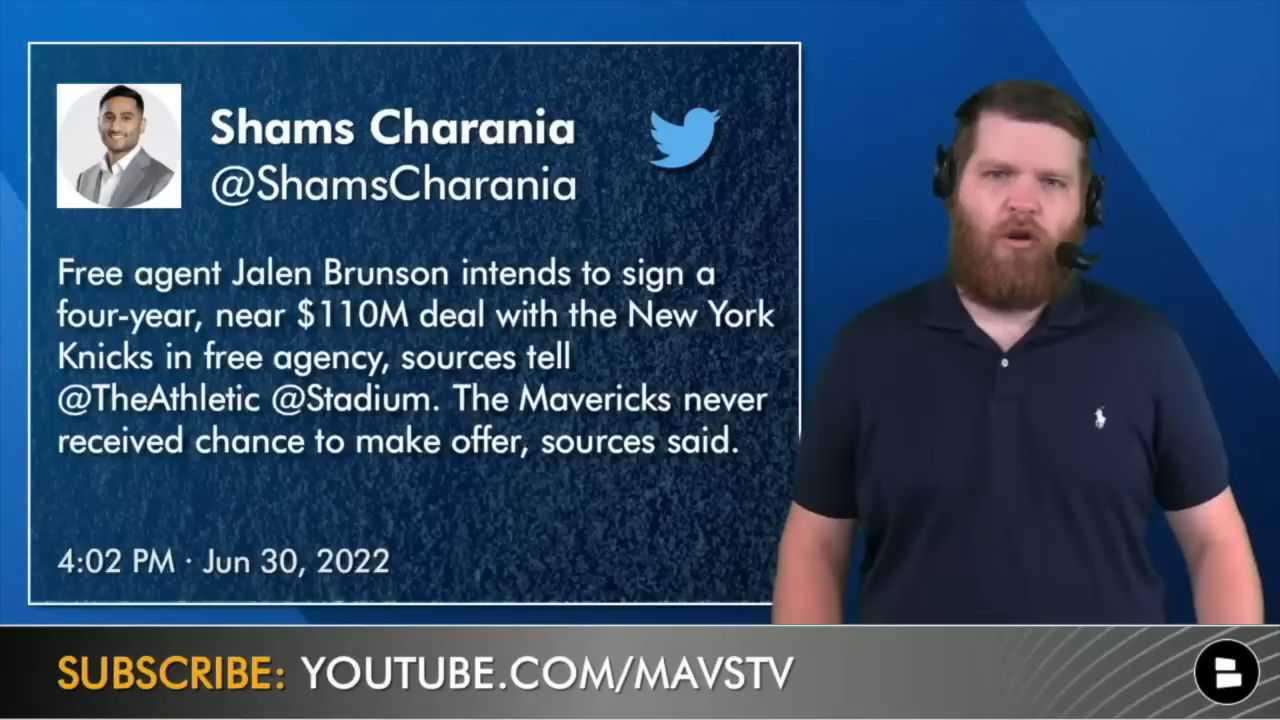 Shams Charania
@ShamsCharania
Free agent Jalen Brunson intends to sign a
four-year, near $110M deal with the New York
Knicks in free agency, sources tell
@TheAthletic @Stadium. The Mavericks never
received chance to make offer, sources said.
4:02 PM · Jun 30, 2022
SUBSCRIBE: YOUTUBE.COM/MAVSTV